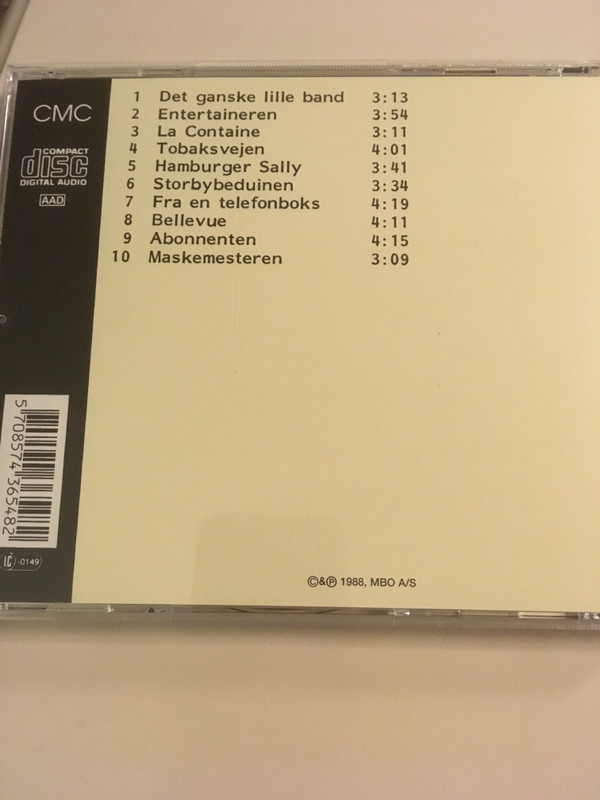 CMC
COMPACT
disc
DIGITAL AUDIO
AAD
1 Det ganske lille band 3:13
2 Entertaineren 3:54
3 La Containe 3:11
4 Tobaksvejen 4:01
5 Hamburger Sally 3:41
6 Storbybeduinen 3:34
7 Fra en telefonboks 4:19
8 Bellevue 4:11
9 Abonnenten 4:15
10 Maskemesteren 3:09
5 708574 365482
LC 0149
©&℗ 1988, MBO A/S